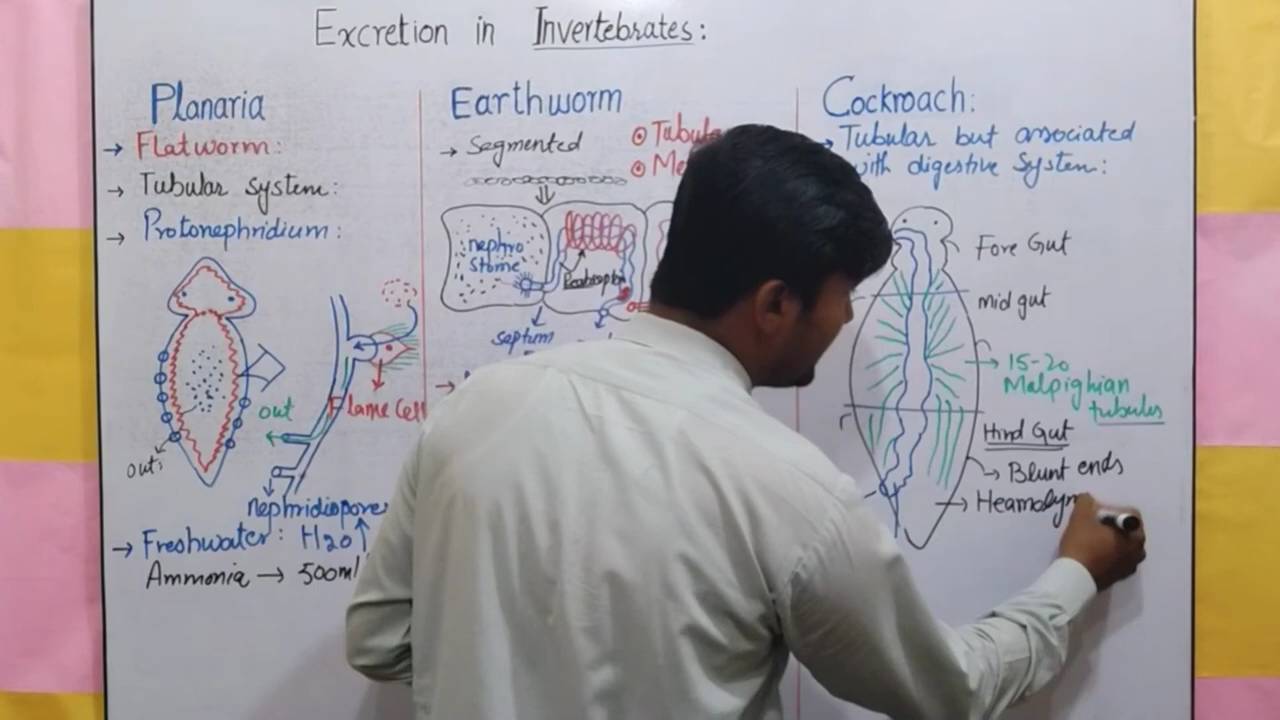 Excretion in Invertebrates:
Planaria
→ Flatworm:
→ Tubular system:
→ Protonephridium:
out
Flame Cell
out:
nephridiopore
→ Freshwater: H2O↑
Ammonia → 500ml
Earthworm
→ Segmented
nephro
stome
septum
Cockroach:
→ Tubular but associated
with digestive System:
Fore Gut
mid gut
→ 15-20
Malpighian
tubules
Hind Gut
→ Blunt ends
→ Heamolym